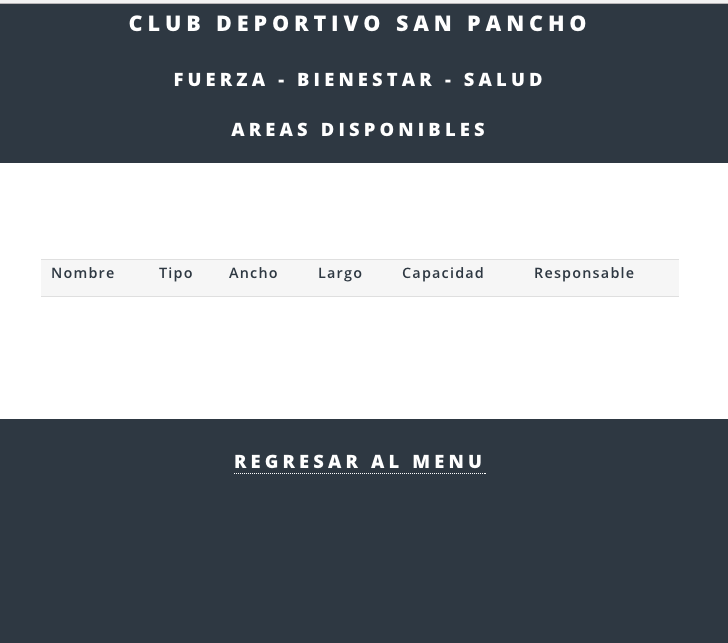 CLUB DEPORTIVO SAN PANCHO
FUERZA - BIENESTAR - SALUD
AREAS DISPONIBLES
Nombre Tipo Ancho Largo Capacidad Responsable
REGRESAR AL MENU